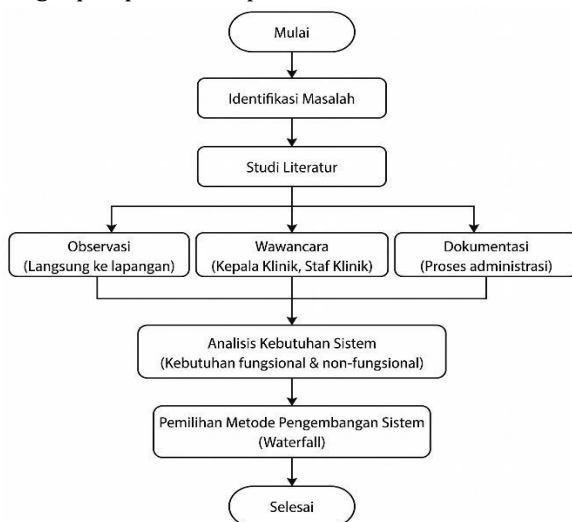 Mulai
Identifikasi Masalah
Studi Literatur
Observasi
(Langsung ke lapangan)
Wawancara
(Kepala Klinik, Staf Klinik)
Dokumentasi
(Proses administrasi)
Analisis Kebutuhan Sistem
(Kebutuhan fungsional & non-fungsional)
Pemilihan Metode Pengembangan Sistem
(Waterfall)
Selesai